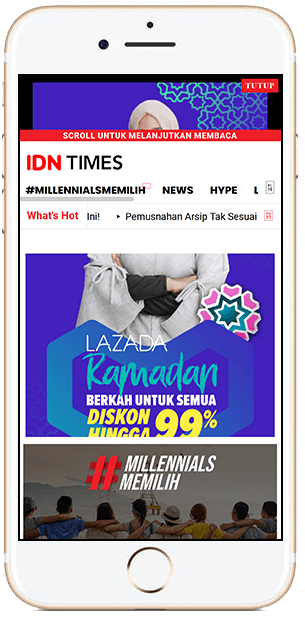 TUTUP
SCROLL UNTUK MELANJUTKAN MEMBACA
IDN TIMES
#MILLENNIALSMEMILIH NEWS HYPE L
What's Hot Ini! ▸ Pemusnahan Arsip Tak Sesuai
LAZADA
Ramadan
BERKAH UNTUK SEMUA
DISKON
HINGGA 99%
#MILLENNIALS
MEMILIH